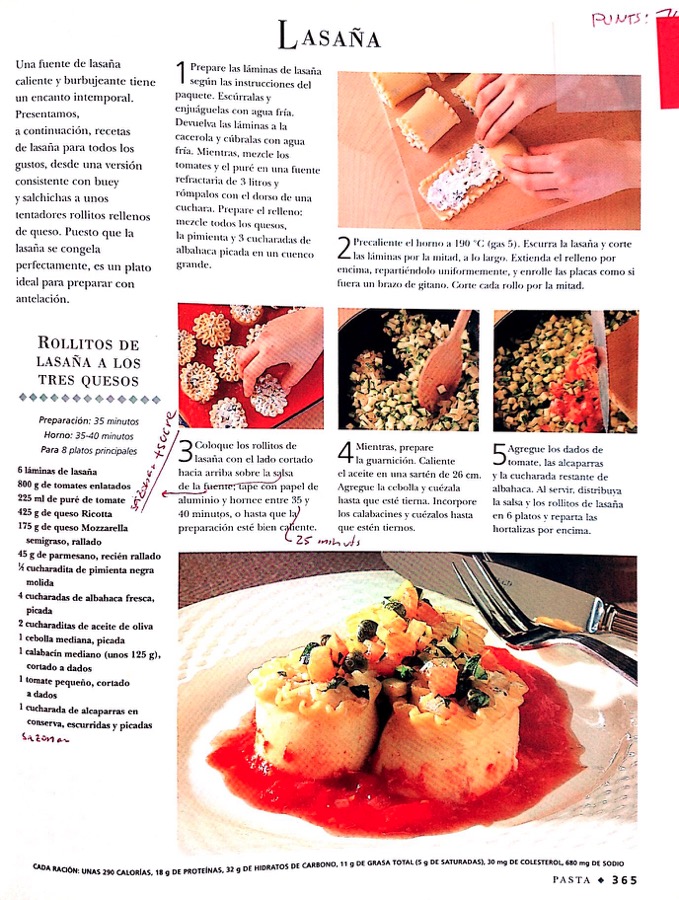 PUNTS:
LASAÑA
Una fuente de lasaña
caliente y burbujeante tiene
un encanto intemporal.
Presentamos,
a continuación, recetas
de lasaña para todos los
gustos, desde una versión
consistente con buey
y salchichas a unos
tentadores rollitos rellenos
de queso. Puesto que la
lasaña se congela
perfectamente, es un plato
ideal para preparar con
antelación.
1 Prepare las láminas de lasaña
según las instrucciones del
paquete. Escúrralas y
enjuáguelas con agua fría.
Devuelva las láminas a la
cacerola y cúbralas con agua
fría. Mientras, mezcle los
tomates y el puré en una fuente
refractaria de 3 litros y
rómpalos con el dorso de una
cuchara. Prepare el relleno:
mezcle todos los quesos,
la pimienta y 3 cucharadas de
albahaca picada en un cuenco
grande.
2 Precaliente el horno a 190 °C (gas 5). Escurra la lasaña y corte
las láminas por la mitad, a lo largo. Extienda el relleno por
encima, repartiéndolo uniformemente, y enrolle las placas como si
fuera un brazo de gitano. Corte cada rollo por la mitad.
ROLLITOS DE
LASAÑA A LOS
TRES QUESOS
Preparación: 35 minutos
Horno: 35-40 minutos
Para 8 platos principales
6 láminas de lasaña
800 g de tomates enlatados
225 ml de puré de tomate
425 g de queso Ricotta
175 g de queso Mozzarella
semigraso, rallado
45 g de parmesano, recién rallado
½ cucharadita de pimienta negra
molida
4 cucharadas de albahaca fresca,
picada
2 cucharaditas de aceite de oliva
1 cebolla mediana, picada
1 calabacín mediano (unos 125 g),
cortado a dados
1 tomate pequeño, cortado
a dados
1 cucharada de alcaparras en
conserva, escurridas y picadas
sazonar
sazonar + sucre
3 Coloque los rollitos de
lasaña con el lado cortado
hacia arriba sobre la salsa
de la fuente; tape con papel de
aluminio y hornee entre 35 y
40 minutos, o hasta que la
preparación esté bien caliente.
25 minuts
4 Mientras, prepare
la guarnición. Caliente
el aceite en una sartén de 26 cm.
Agregue la cebolla y cuézala
hasta que esté tierna. Incorpore
los calabacines y cuézalos hasta
que estén tiernos.
5 Agregue los dados de
tomate, las alcaparras
y la cucharada restante de
albahaca. Al servir, distribuya
la salsa y los rollitos de lasaña
en 6 platos y reparta las
hortalizas por encima.
CADA RACIÓN: UNAS 290 CALORÍAS, 18 g DE PROTEÍNAS, 32 g DE HIDRATOS DE CARBONO, 11 g DE GRASA TOTAL (5 g DE SATURADAS), 30 mg DE COLESTEROL, 680 mg DE SODIO
PASTA ◆ 365